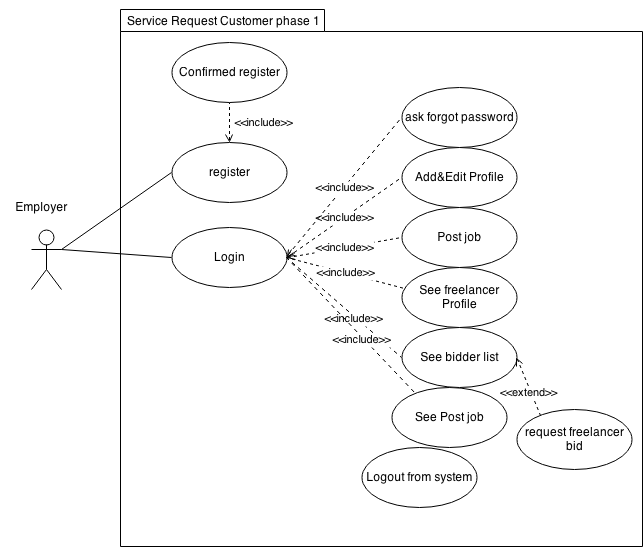 Service Request Customer phase 1
Confirmed register
<<include>>
register
Employer
Login
ask forgot password
Add&Edit Profile
Post job
See freelancer
Profile
See bidder list
See Post job
Logout from system
<<include>>
<<include>>
<<include>>
<<include>>
<<include>>
<<include>>
<<extend>>
request freelancer
bid